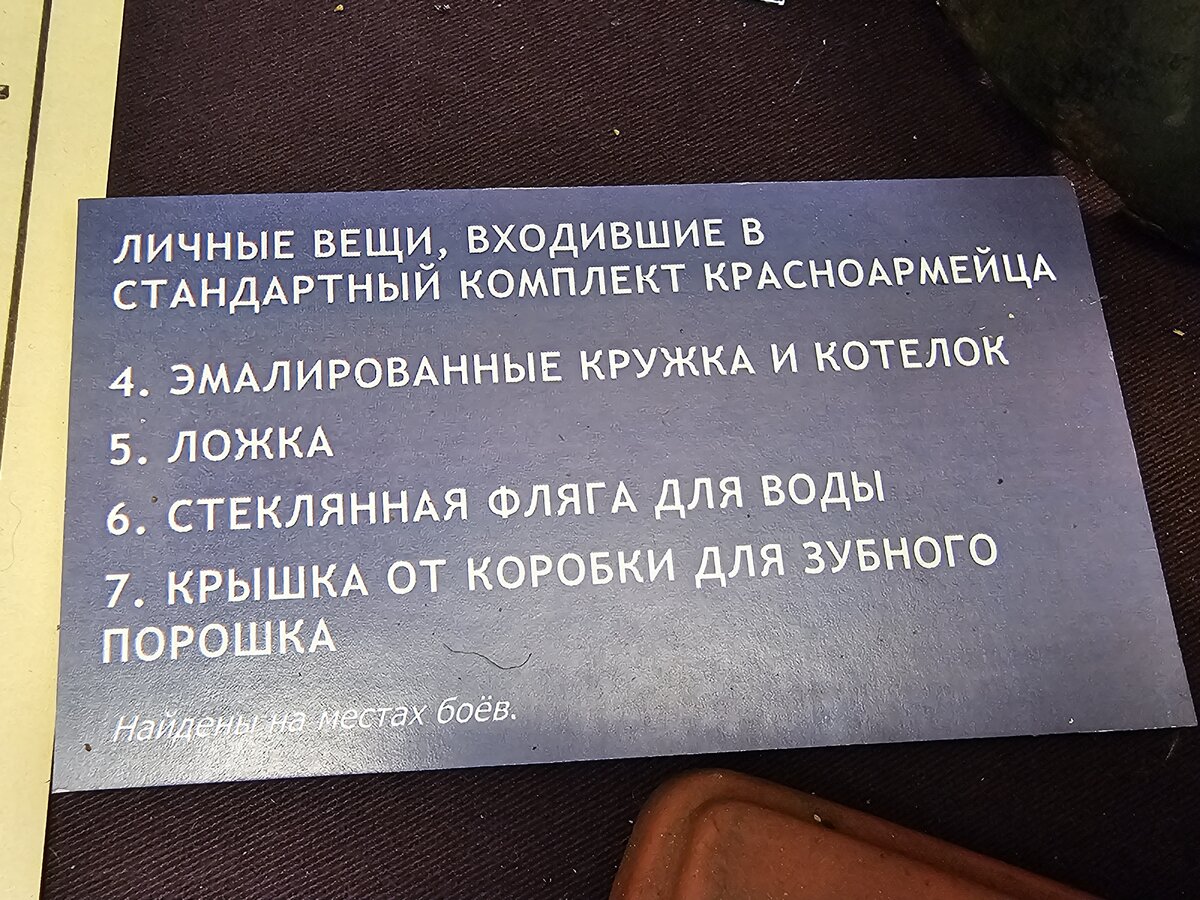 ЛИЧНЫЕ ВЕЩИ, ВХОДИВШИЕ В
СТАНДАРТНЫЙ КОМПЛЕКТ КРАСНОАРМЕЙЦА
4. ЭМАЛИРОВАННЫЕ КРУЖКА И КОТЕЛОК
5. ЛОЖКА
6. СТЕКЛЯННАЯ ФЛЯГА ДЛЯ ВОДЫ
7. КРЫШКА ОТ КОРОБКИ ДЛЯ ЗУБНОГО
ПОРОШКА
Найдены на местах боёв.